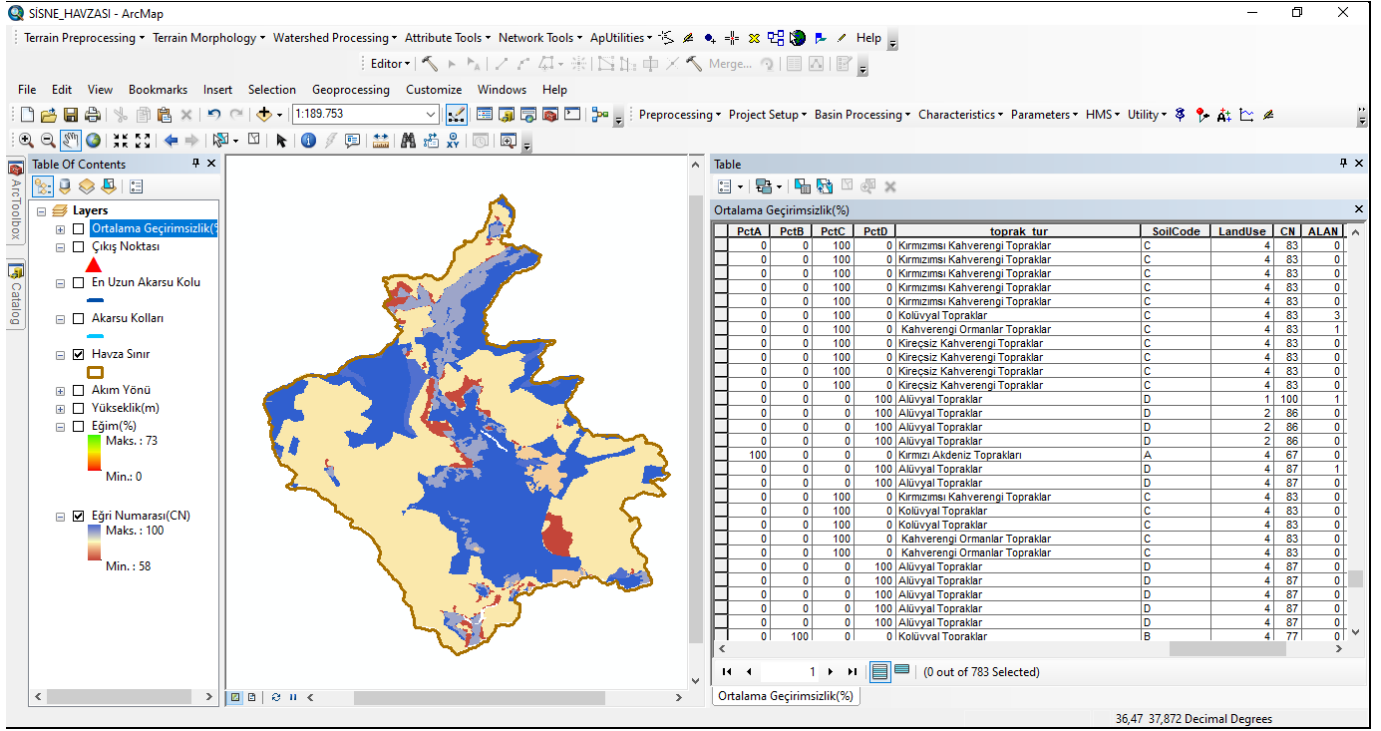 SİSNE_HAVZASI - ArcMap
Terrain Preprocessing Terrain Morphology Watershed Processing Attribute Tools Network Tools ApUtilities Help
Editor Merge...
File Edit View Bookmarks Insert Selection Geoprocessing Customize Windows Help
1:189.753 Preprocessing Project Setup Basin Processing Characteristics Parameters HMS Utility
ArcToolbox
Catalog
Table Of Contents
Layers
Ortalama Geçirimsizlik(%
Çıkış Noktası
En Uzun Akarsu Kolu
Akarsu Kolları
Havza Sınır
Akım Yönü
Yükseklik(m)
Eğim(%)
Maks. : 73
Min.: 0
Eğri Numarası(CN)
Maks. : 100
Min. : 58
Table
Ortalama Geçirimsizlik(%)
PctA PctB PctC PctD toprak_tur SoilCode LandUse CN ALAN
0 0 100 0 Kırmızımsı Kahverengi Topraklar C 4 83 0
0 0 100 0 Kırmızımsı Kahverengi Topraklar C 4 83 0
0 0 100 0 Kırmızımsı Kahverengi Topraklar C 4 83 0
0 0 100 0 Kırmızımsı Kahverengi Topraklar C 4 83 0
0 0 100 0 Kırmızımsı Kahverengi Topraklar C 4 83 0
0 0 100 0 Kolüvyal Topraklar C 4 83 3
0 0 100 0 Kahverengi Ormanlar Topraklar C 4 83 1
0 0 100 0 Kireçsiz Kahverengi Topraklar C 4 83 0
0 0 100 0 Kireçsiz Kahverengi Topraklar C 4 83 0
0 0 100 0 Kireçsiz Kahverengi Topraklar C 4 83 0
0 0 100 0 Kireçsiz Kahverengi Topraklar C 4 83 0
0 0 0 100 Alüvyal Topraklar D 1 100 1
0 0 0 100 Alüvyal Topraklar D 2 86 0
0 0 0 100 Alüvyal Topraklar D 2 86 0
0 0 0 100 Alüvyal Topraklar D 2 86 0
100 0 0 0 Kırmızı Akdeniz Toprakları A 4 67 0
0 0 0 100 Alüvyal Topraklar D 4 87 1
0 0 0 100 Alüvyal Topraklar D 4 87 0
0 0 100 0 Kırmızımsı Kahverengi Topraklar C 4 83 0
0 0 100 0 Kolüvyal Topraklar C 4 83 0
0 0 100 0 Kolüvyal Topraklar C 4 83 0
0 0 100 0 Kahverengi Ormanlar Topraklar C 4 83 0
0 0 100 0 Kahverengi Ormanlar Topraklar C 4 83 0
0 0 0 100 Alüvyal Topraklar D 4 87 0
0 0 0 100 Alüvyal Topraklar D 4 87 0
0 0 0 100 Alüvyal Topraklar D 4 87 0
0 0 0 100 Alüvyal Topraklar D 4 87 0
0 0 0 100 Alüvyal Topraklar D 4 87 0
0 100 0 0 Kolüvyal Topraklar B 4 77 0
1 (0 out of 783 Selected)
Ortalama Geçirimsizlik(%)
36,47 37,872 Decimal Degrees